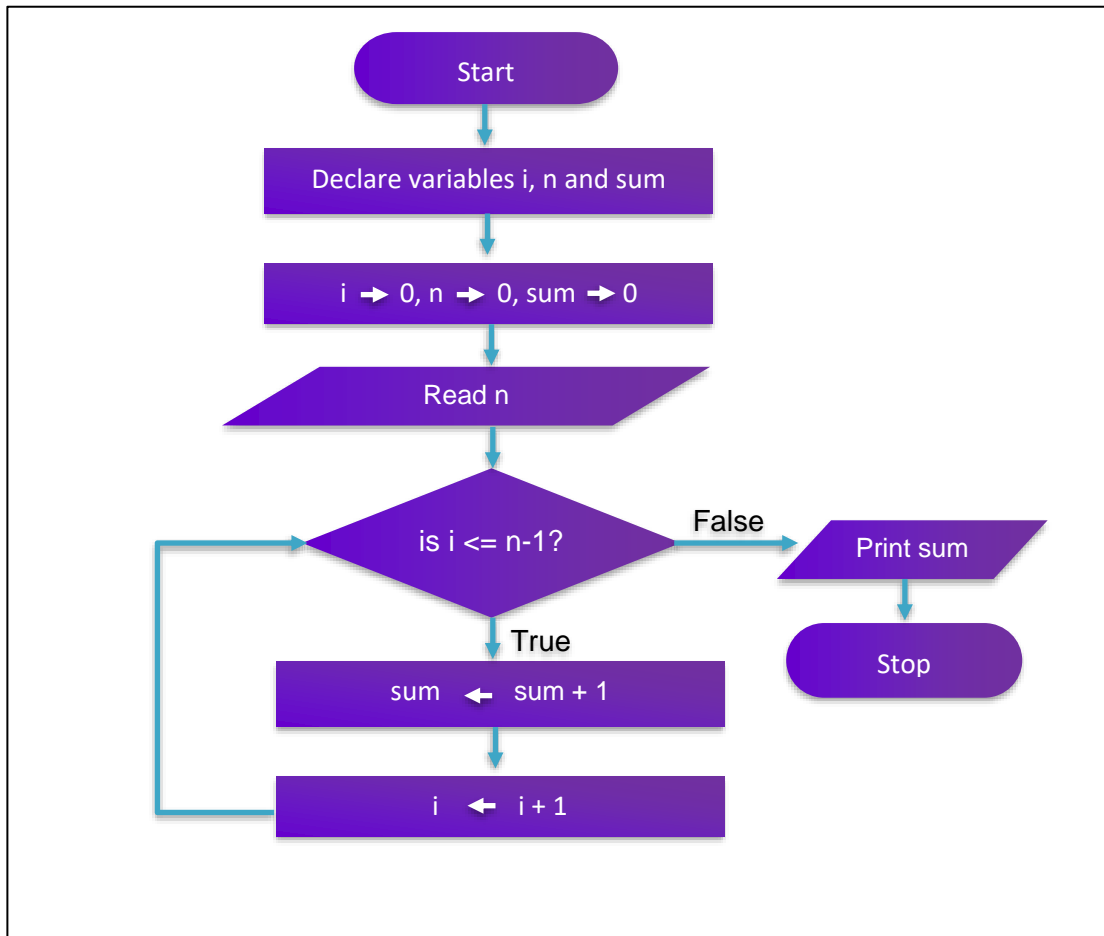 Start
Declare variables i, n and sum
i → 0, n → 0, sum → 0
Read n
is i <= n-1?
False
Print sum
Stop
True
sum ← sum + 1
i ← i + 1